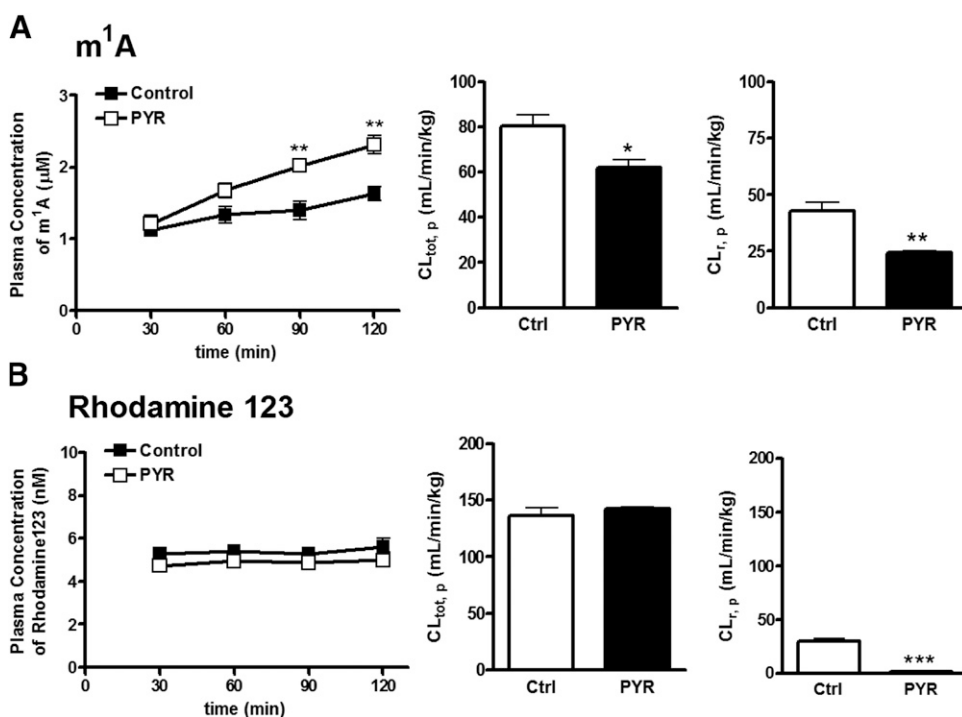 A
m¹A
Control
PYR
Plasma Concentration
of m¹A (µM)
3
2
1
0
** **
0 30 60 90 120
time (min)
CLtot, p (mL/min/kg)
100
80
60
40
20
0
*
Ctrl PYR
CLr, p (mL/min/kg)
100
75
50
25
0
**
Ctrl PYR
B
Rhodamine 123
Control
PYR
Plasma Concentration
of Rhodamine123 (nM)
10
8
6
4
2
0
0 30 60 90 120
time (min)
CLtot, p (mL/min/kg)
200
150
100
50
0
Ctrl PYR
CLr, p (mL/min/kg)
200
150
100
50
0
***
Ctrl PYR